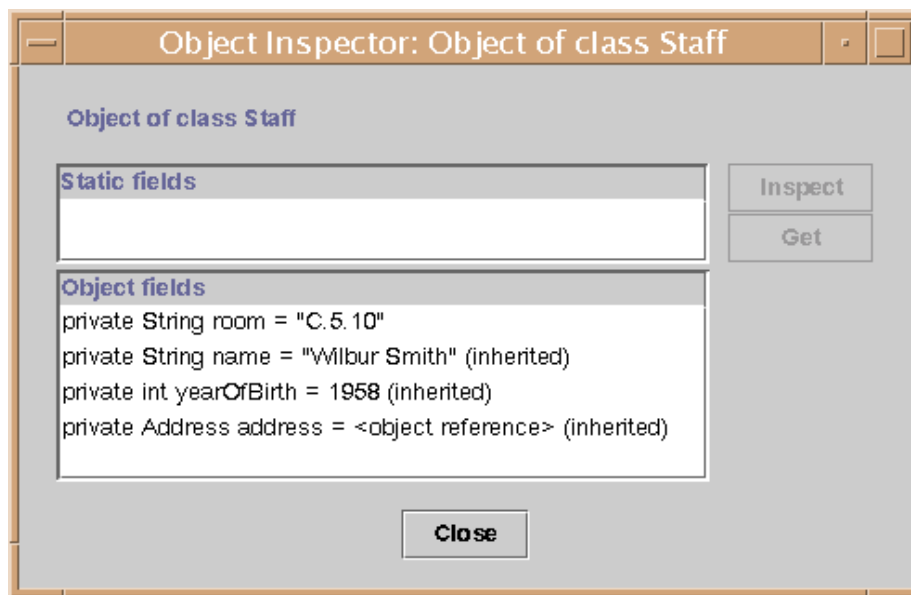 Object Inspector: Object of class Staff
Object of class Staff
Static fields
Inspect
Get
Object fields
private String room = "C.5.10"
private String name = "Wilbur Smith" (inherited)
private int yearOfBirth = 1958 (inherited)
private Address address = <object reference> (inherited)
Close